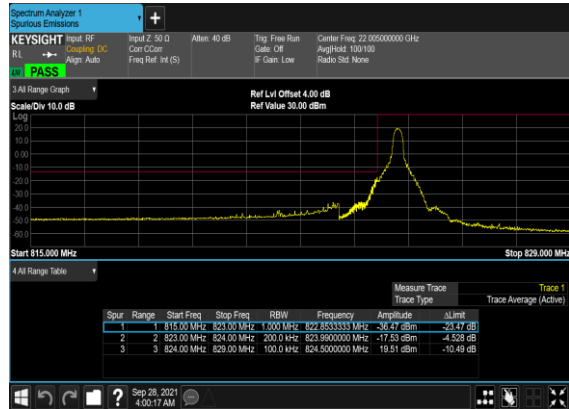 Spectrum Analyzer 1
Spurious Emissions
+
KEYSIGHT Input: RF Input Z: 50 Ω Atten: 40 dB Trig: Free Run Center Freq: 22.005000000 GHz
RL Coupling: DC Corr CCorr Gate: Off Avg|Hold: 100/100
Align: Auto Freq Ref: Int (S) IF Gain: Low Radio Std: None
PASS
3 All Range Graph
Ref Lvl Offset 4.00 dB
Scale/Div 10.0 dB Ref Value 30.00 dBm
Log
20.0
10.0
0.00
-10.0
-20.0
-30.0
-40.0
-50.0
-60.0
Start 815.000 MHz Stop 829.000 MHz
4 All Range Table
Measure Trace Trace 1
Trace Type Trace Average (Active)
Spur Range Start Freq Stop Freq RBW Frequency Amplitude ΔLimit
1 1 815.00 MHz 823.00 MHz 1.000 MHz 822.8533333 MHz -36.47 dBm -23.47 dB
2 2 823.00 MHz 824.00 MHz 200.0 kHz 823.9900000 MHz -17.53 dBm -4.528 dB
3 3 824.00 MHz 829.00 MHz 100.0 kHz 824.5000000 MHz 19.51 dBm -10.49 dB
? Sep 28, 2021
4:00:17 AM